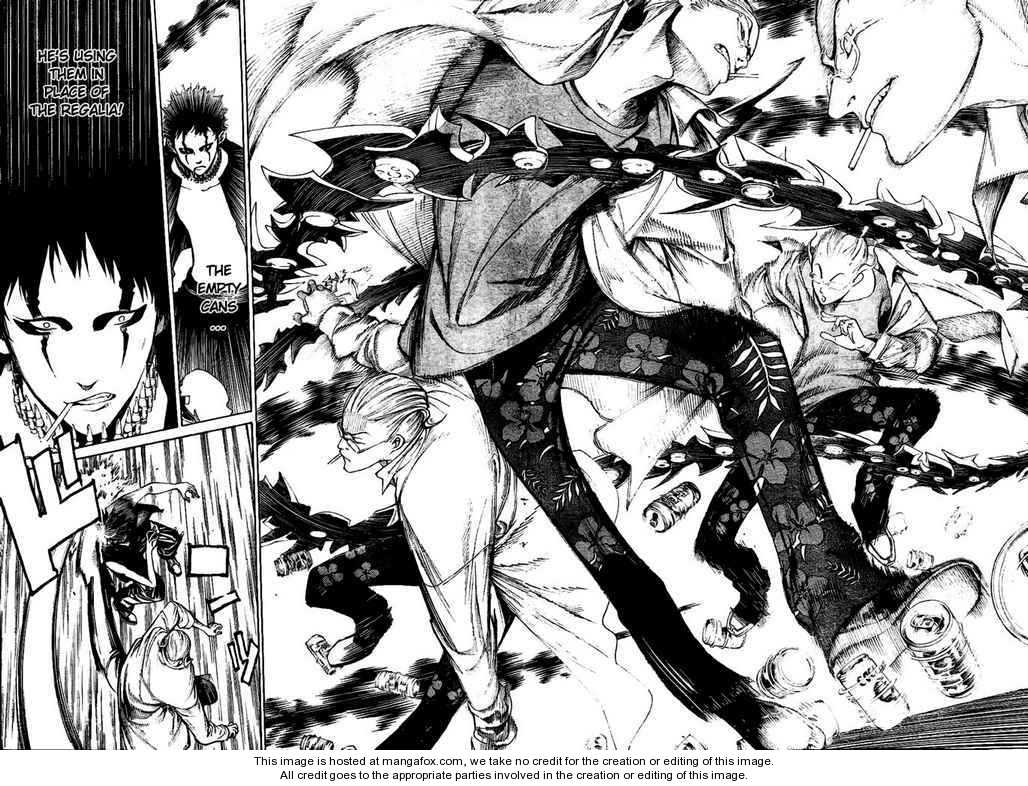 THE
EMPTY
CANS
...
HE'S USING
THEM IN
PLACE OF
THE REGALIA!
This image is hosted at mangafox.com, we take no credit for the creation or editing of this image.
All credit goes to the appropriate parties involved in the creation or editing of this image.